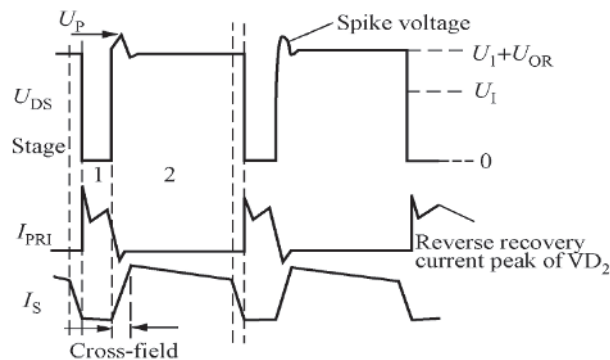 U_P
Spike voltage
U_1+U_OR
U_DS
U_I
Stage
0
1
2
I_PRI
Reverse recovery
current peak of VD_2
I_S
Cross-field